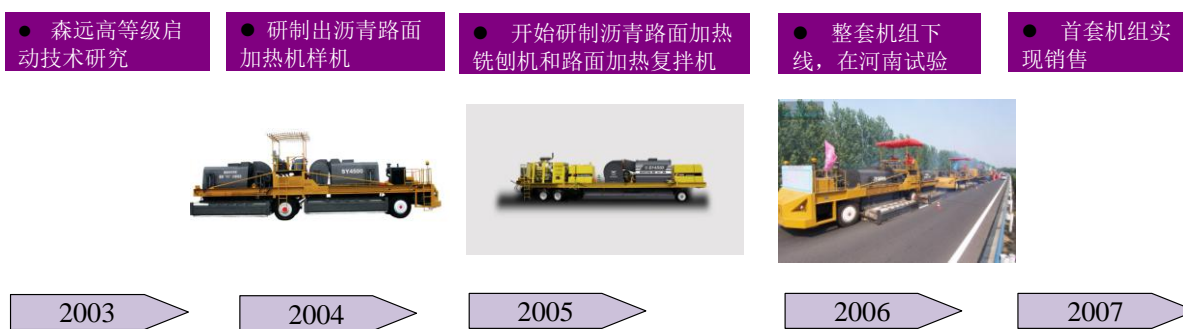 ● 森远高等级启
动技术研究
● 研制出沥青路面
加热机样机
● 开始研制沥青路面加热
铣刨机和路面加热复拌机
● 整套机组下
线，在河南试验
● 首套机组实
现销售
SY4500
2003
2004
2005
2006
2007